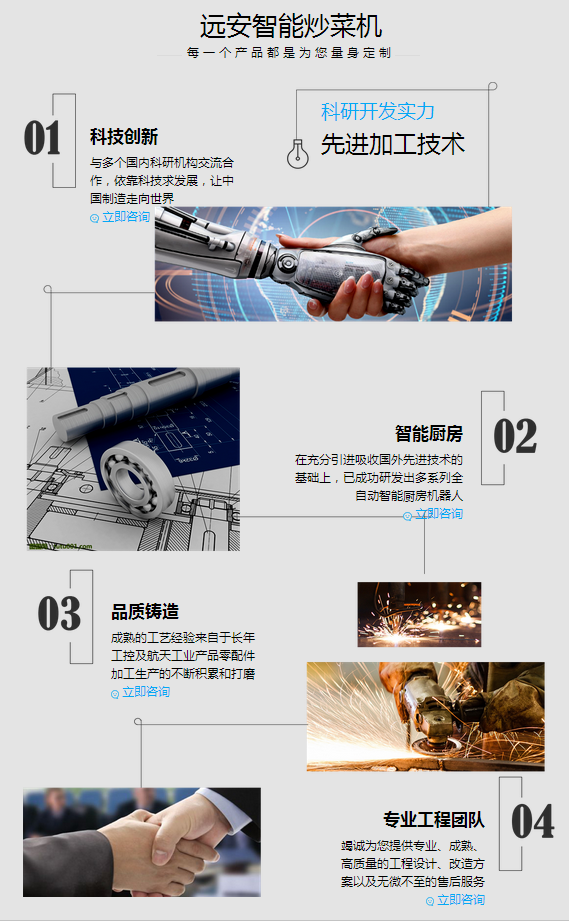 远安智能炒菜机
每一个产品都是为您量身定制
01
科技创新
与多个国内科研机构交流合
作，依靠科技求发展，让中
国制造走向世界
立即咨询
科研开发实力
先进加工技术
02
智能厨房
在充分引进吸收国外先进技术的
基础上，已成功研发出多系列全
自动智能厨房机器人
立即咨询
03
品质铸造
成熟的工艺经验来自于长年
工控及航天工业产品零配件
加工生产的不断积累和打磨
立即咨询
04
专业工程团队
竭诚为您提供专业、成熟、
高质量的工程设计、改造方
案以及无微不至的售后服务
立即咨询